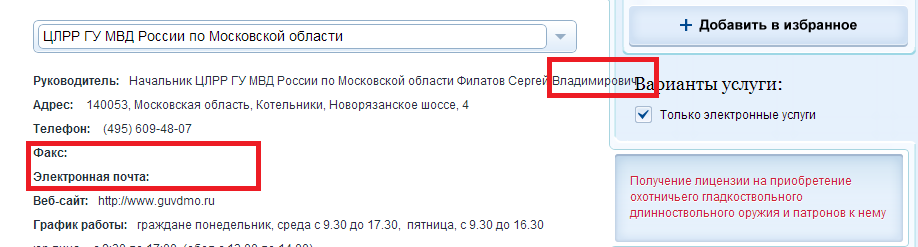 ЦЛРР ГУ МВД России по Московской области
Руководитель: Начальник ЦЛРР ГУ МВД России по Московской области Филатов Сергей Владимирович
Адрес: 140053, Московская область, Котельники, Новорязанское шоссе, 4
Телефон: (495) 609-48-07
Факс:
Электронная почта:
Веб-сайт: http://www.guvdmo.ru
График работы: граждане понедельник, среда с 9.30 до 17.30, пятница, с 9.30 до 16.30
+ Добавить в избранное
Варианты услуги:
Только электронные услуги
Получение лицензии на приобретение
охотничьего гладкоствольного
длинноствольного оружия и патронов к нему